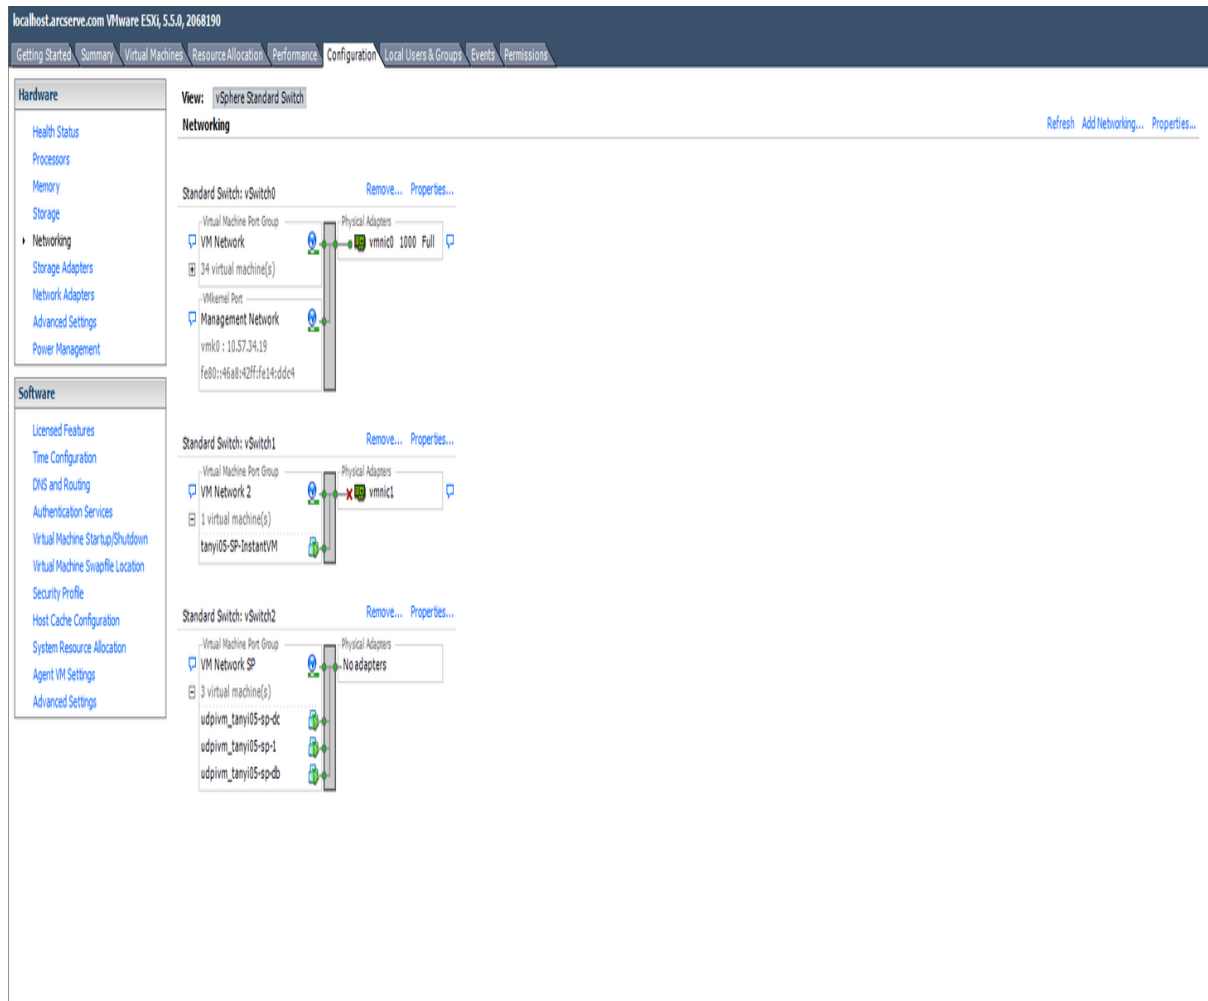 localhost.arcserve.com VMware ESXi, 5.5.0, 2068190
Getting Started Summary Virtual Machines Resource Allocation Performance Configuration Local Users & Groups Events Permissions
Hardware
Health Status
Processors
Memory
Storage
Networking
Storage Adapters
Network Adapters
Advanced Settings
Power Management
Software
Licensed Features
Time Configuration
DNS and Routing
Authentication Services
Virtual Machine Startup/Shutdown
Virtual Machine Swapfile Location
Security Profile
Host Cache Configuration
System Resource Allocation
Agent VM Settings
Advanced Settings
View: vSphere Standard Switch
Networking
Refresh Add Networking... Properties...
Standard Switch: vSwitch0 Remove... Properties...
Virtual Machine Port Group Physical Adapters
VM Network vmnic0 1000 Full
34 virtual machine(s)
VMkernel Port
Management Network
vmk0 : 10.57.34.19
fe80::46a8:42ff:fe14:ddc4
Standard Switch: vSwitch1 Remove... Properties...
Virtual Machine Port Group Physical Adapters
VM Network 2 vmnic1
1 virtual machine(s)
tanyi05-SP-InstantVM
Standard Switch: vSwitch2 Remove... Properties...
Virtual Machine Port Group Physical Adapters
VM Network SP No adapters
3 virtual machine(s)
udpivm_tanyi05-sp-dc
udpivm_tanyi05-sp-1
udpivm_tanyi05-sp-db